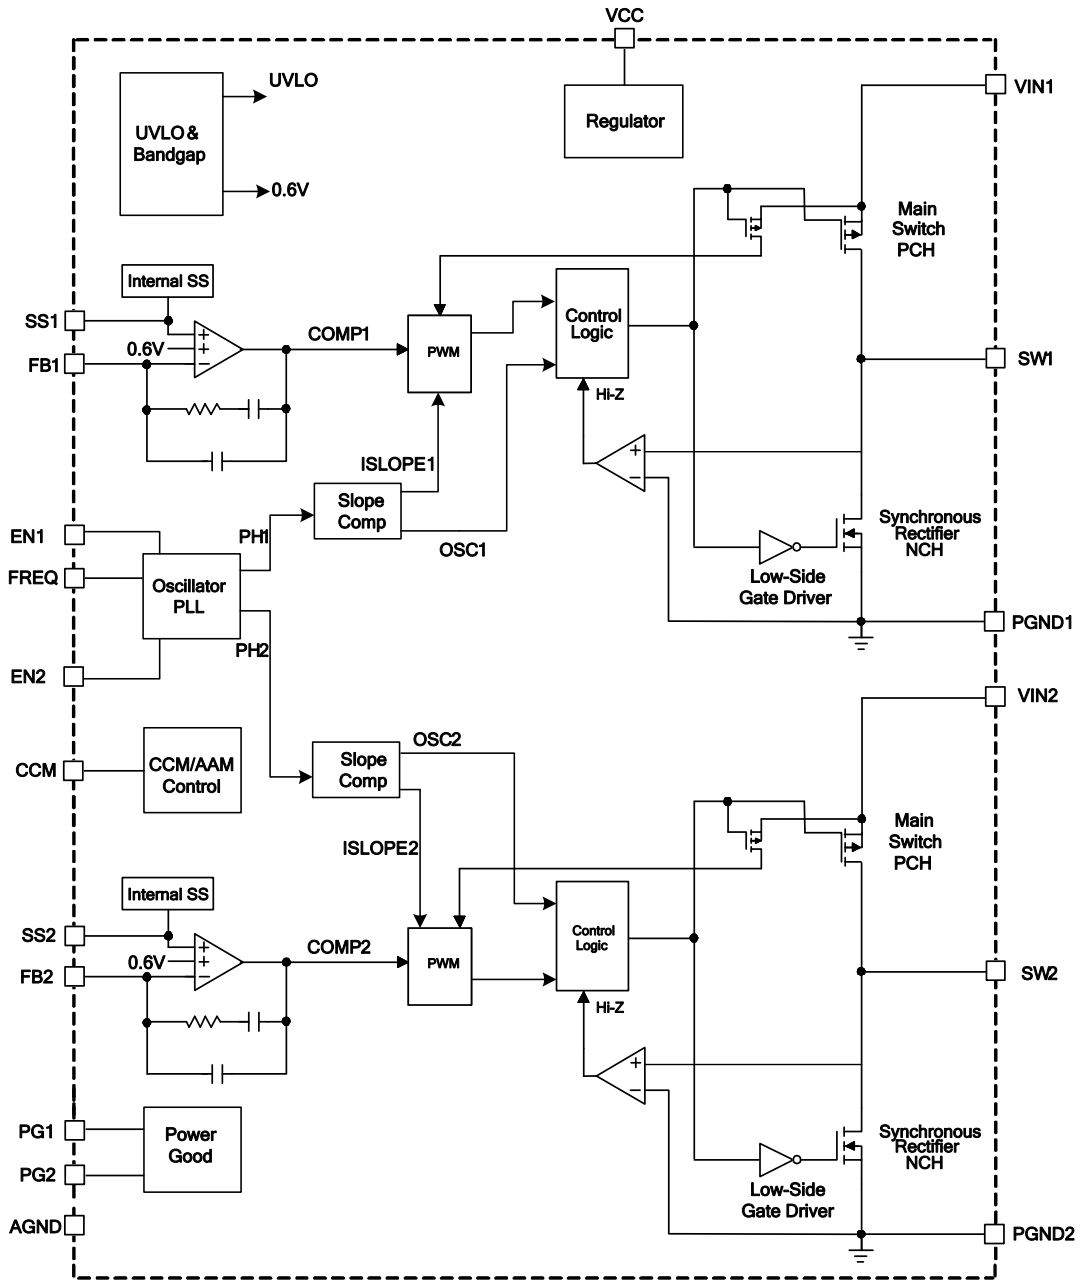 VCC
UVLO
UVLO &
Bandgap
0.6V
Regulator
VIN1
Main
Switch
PCH
Internal SS
SS1
0.6V
FB1
+
+
−
COMP1
PWM
Control
Logic
Hi-Z
SW1
ISLOPE1
+
−
Slope
Comp
OSC1
Synchronous
Rectifier
NCH
Low-Side
Gate Driver
EN1
PH1
FREQ
Oscillator
PLL
PGND1
PH2
EN2
VIN2
CCM
CCM/AAM
Control
OSC2
Slope
Comp
ISLOPE2
Main
Switch
PCH
Internal SS
SS2
0.6V
FB2
+
+
−
COMP2
PWM
Control
Logic
Hi-Z
SW2
+
−
PG1
Power
Good
PG2
Synchronous
Rectifier
NCH
Low-Side
Gate Driver
AGND
PGND2